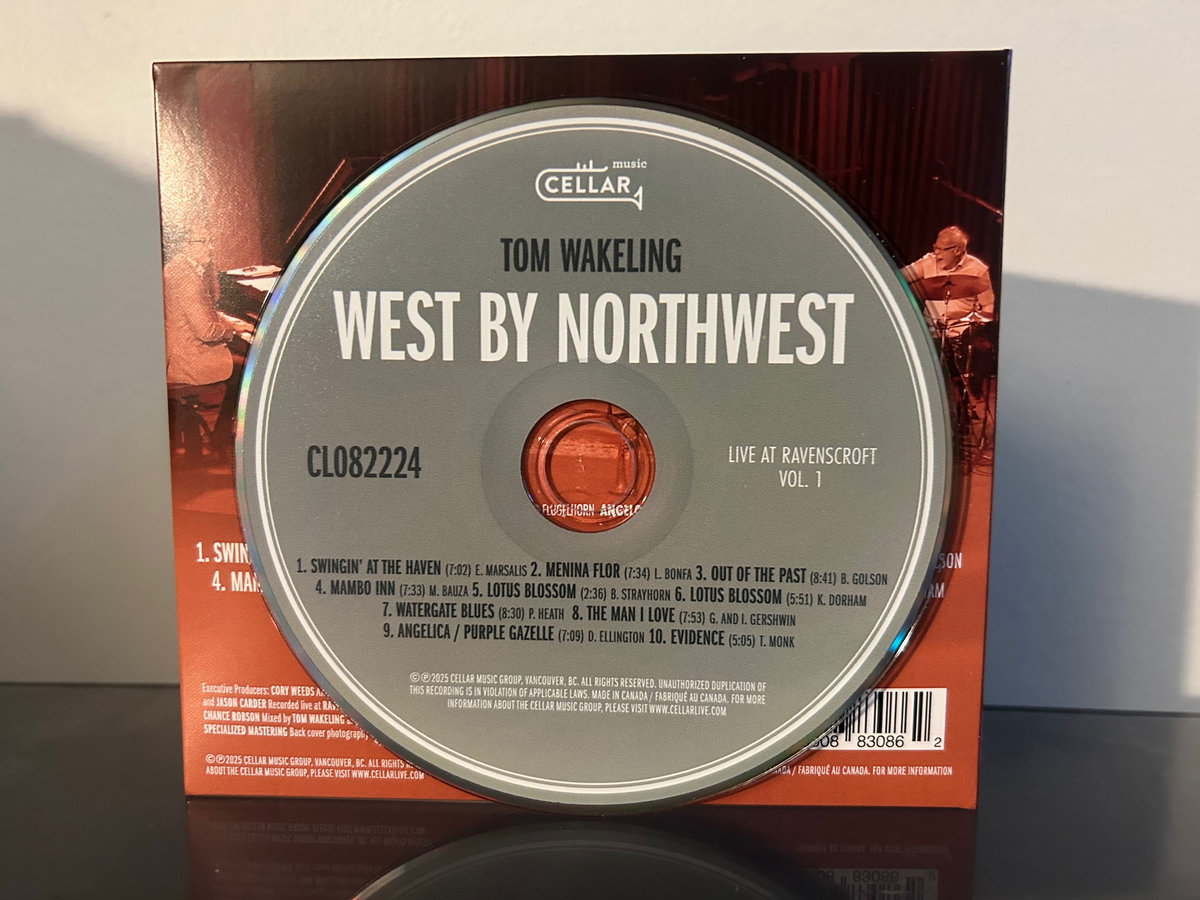 music
CELLAR
TOM WAKELING
WEST BY NORTHWEST
CL082224
LIVE AT RAVENSCROFT
VOL. 1
FLUGELHORN ANGELO
1. SWINGIN' AT THE HAVEN (7:02) E. MARSALIS 2. MENINA FLOR (7:34) L. BONFA 3. OUT OF THE PAST (8:41) B. GOLSON
4. MAMBO INN (7:33) M. BAUZA 5. LOTUS BLOSSOM (2:36) B. STRAYHORN 6. LOTUS BLOSSOM (5:51) K. DORHAM
7. WATERGATE BLUES (8:30) P. HEATH 8. THE MAN I LOVE (7:53) G. AND I. GERSHWIN
9. ANGELICA / PURPLE GAZELLE (7:09) D. ELLINGTON 10. EVIDENCE (5:05) T. MONK
©℗2025 CELLAR MUSIC GROUP, VANCOUVER, BC. ALL RIGHTS RESERVED. UNAUTHORIZED DUPLICATION OF
THIS RECORDING IS IN VIOLATION OF APPLICABLE LAWS. MADE IN CANADA / FABRIQUÉ AU CANADA. FOR MORE
INFORMATION ABOUT THE CELLAR MUSIC GROUP, PLEASE VISIT WWW.CELLARLIVE.COM
1. SWIN
4. MAM
Executive Producers: CORY WEEDS
and JASON CARDER Recorded live at
CHANCE ROBSON Mixed by TOM WAKELING
SPECIALIZED MASTERING Back cover photography
©℗2025 CELLAR MUSIC GROUP, VANCOUVER, BC. ALL RIGHTS
ABOUT THE CELLAR MUSIC GROUP, PLEASE VISIT WWW.CELLARLIVE.COM
83086 2
/ FABRIQUÉ AU CANADA. FOR MORE INFORMATION